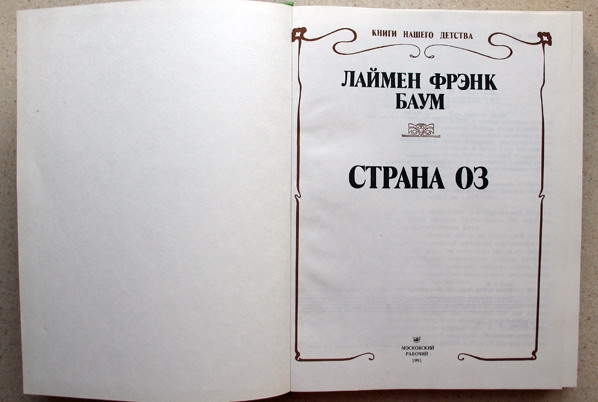 КНИГИ НАШЕГО ДЕТСТВА
ЛАЙМЕН ФРЭНК
БАУМ
СТРАНА ОЗ
МОСКОВСКИЙ
РАБОЧИЙ
1991